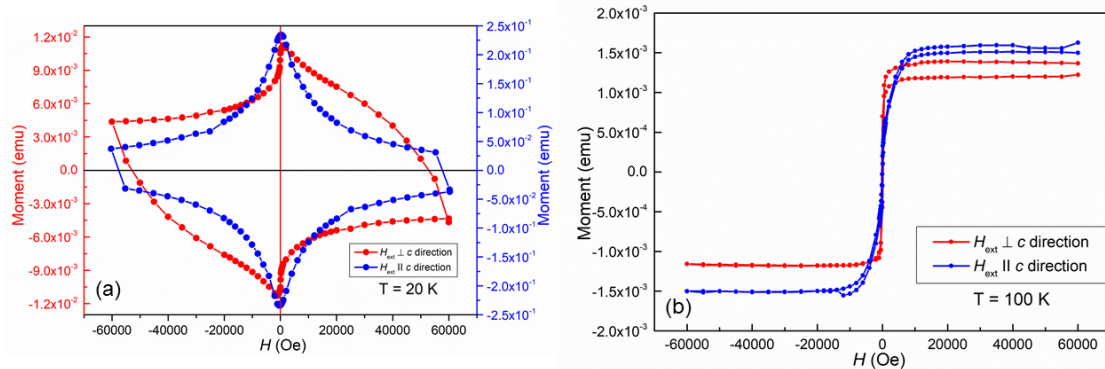 1.2x10⁻²
9.0x10⁻³
6.0x10⁻³
3.0x10⁻³
0.0
-3.0x10⁻³
-6.0x10⁻³
-9.0x10⁻³
-1.2x10⁻²
Moment (emu)
2.5x10⁻¹
2.0x10⁻¹
1.5x10⁻¹
1.0x10⁻¹
5.0x10⁻²
0.0
-5.0x10⁻²
-1.0x10⁻¹
-1.5x10⁻¹
-2.0x10⁻¹
-2.5x10⁻¹
Moment (emu)
H_ext ⊥ c direction
H_ext || c direction
T = 20 K
(a)
-60000 -40000 -20000 0 20000 40000 60000
H (Oe)
2.0x10⁻³
1.5x10⁻³
1.0x10⁻³
5.0x10⁻⁴
0.0
-5.0x10⁻⁴
-1.0x10⁻³
-1.5x10⁻³
-2.0x10⁻³
Moment (emu)
H_ext ⊥ c direction
H_ext || c direction
T = 100 K
(b)
-60000 -40000 -20000 0 20000 40000 60000
H (Oe)